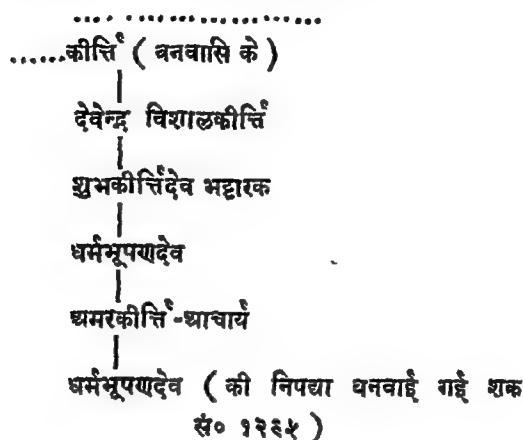 ......कीर्त्ति ( वनवासि के )
देवेन्द्र विशालकीर्त्ति
शुभकीर्त्तिदेव भट्टारक
धर्मभूषणदेव
अमरकीर्त्ति-आचार्य
धर्मभूषणदेव ( की निषद्या बनवाई गई शक
सं० १२९५ )